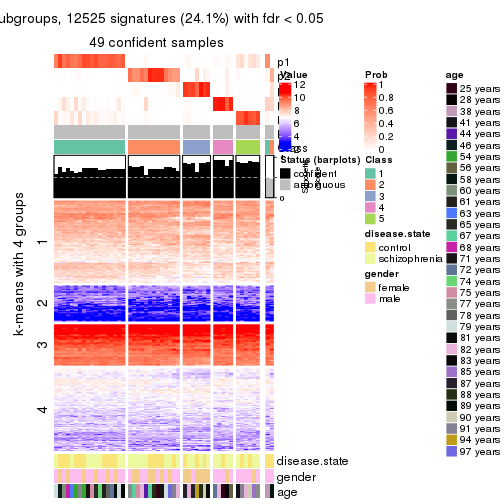 ubgroups, 12525 signatures (24.1%) with fdr < 0.05
49 confident samples
p1
Value
12
10
8
6
4
2
0
Prob
1
0.8
0.6
0.4
0.2
0
Status (barplots)
confident
ambiguous
Class
1
2
3
4
5
disease.state
control
schizophrenia
gender
female
male
age
25 years
28 years
38 years
41 years
44 years
46 years
54 years
56 years
58 years
60 years
61 years
63 years
65 years
67 years
68 years
71 years
72 years
74 years
75 years
77 years
78 years
79 years
81 years
82 years
83 years
85 years
87 years
88 years
89 years
90 years
91 years
94 years
97 years
k-means with 4 groups
1
2
3
4
0
disease.state
gender
age